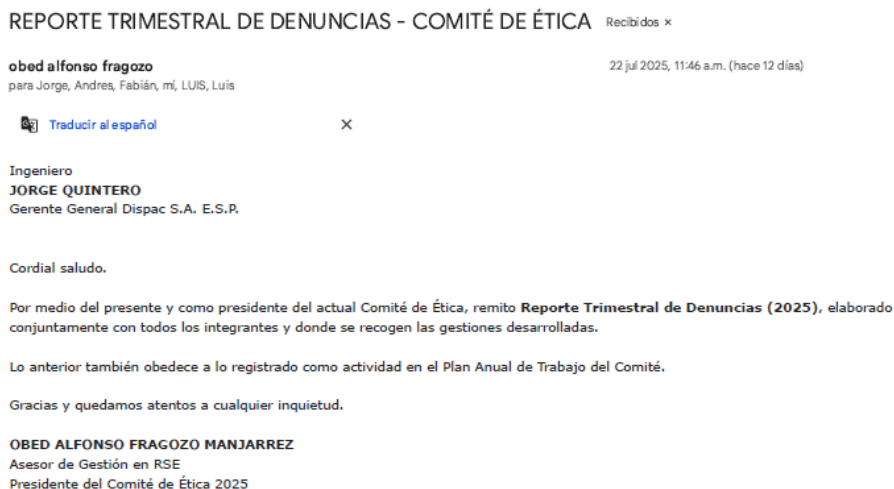 REPORTE TRIMESTRAL DE DENUNCIAS - COMITÉ DE ÉTICA Recibidos ×
obed alfonso fragozo 22 jul 2025, 11:46 a.m. (hace 12 días)
para Jorge, Andres, Fabián, mí, LUIS, Luis
Traducir al español ×
Ingeniero
JORGE QUINTERO
Gerente General Dispac S.A. E.S.P.
Cordial saludo.
Por medio del presente y como presidente del actual Comité de Ética, remito Reporte Trimestral de Denuncias (2025), elaborado
conjuntamente con todos los integrantes y donde se recogen las gestiones desarrolladas.
Lo anterior también obedece a lo registrado como actividad en el Plan Anual de Trabajo del Comité.
Gracias y quedamos atentos a cualquier inquietud.
OBED ALFONSO FRAGOZO MANJARREZ
Asesor de Gestión en RSE
Presidente del Comité de Ética 2025